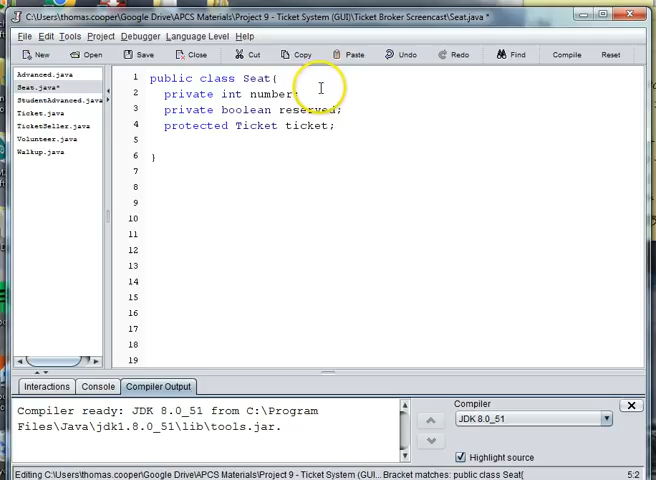 C:\Users\thomas.cooper\Google Drive\APCS Materials\Project 9 - Ticket System (GUI)\Ticket Broker Screencast\Seat.java *
File Edit Tools Project Debugger Language Level Help
New Open Save Close Cut Copy Paste Undo Redo Find Compile Reset
Advanced.java
Seat.java*
StudentAdvanced.java
Ticket.java
TicketSeller.java
Volunteer.java
Walkup.java
1 public class Seat{
2 private int number;
3 private boolean reserved;
4 protected Ticket ticket;
5
6 }
7
8
9
10
11
12
13
14
15
16
17
18
19
Interactions Console Compiler Output
Compiler ready: JDK 8.0_51 from C:\Program
Files\Java\jdk1.8.0_51\lib\tools.jar.
Compiler
JDK 8.0_51
Highlight source
Editing C:\Users\thomas.cooper\Google Drive\APCS Materials\Project 9 - Ticket System (GUI... Bracket matches: public class Seat{ 5:2